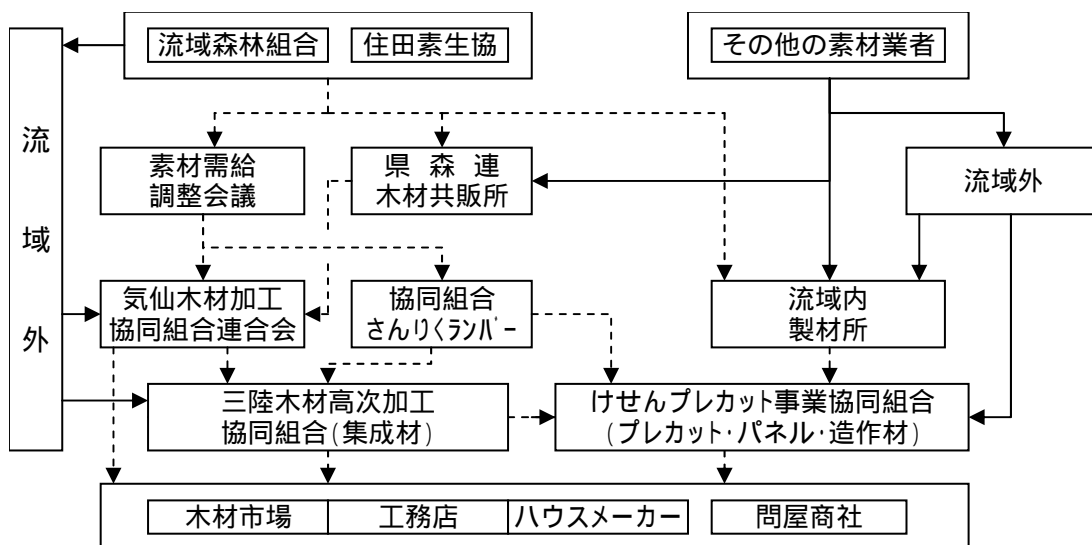 流域森林組合 住田素生協 その他の素材業者
流域外
素材需給
調整会議
県 森 連
木材共販所
流域外
気仙木材加工
協同組合連合会
協同組合
さんりくランバー
流域内
製材所
三陸木材高次加工
協同組合(集成材)
けせんプレカット事業協同組合
(プレカット・パネル・造作材)
木材市場 工務店 ハウスメーカー 問屋商社